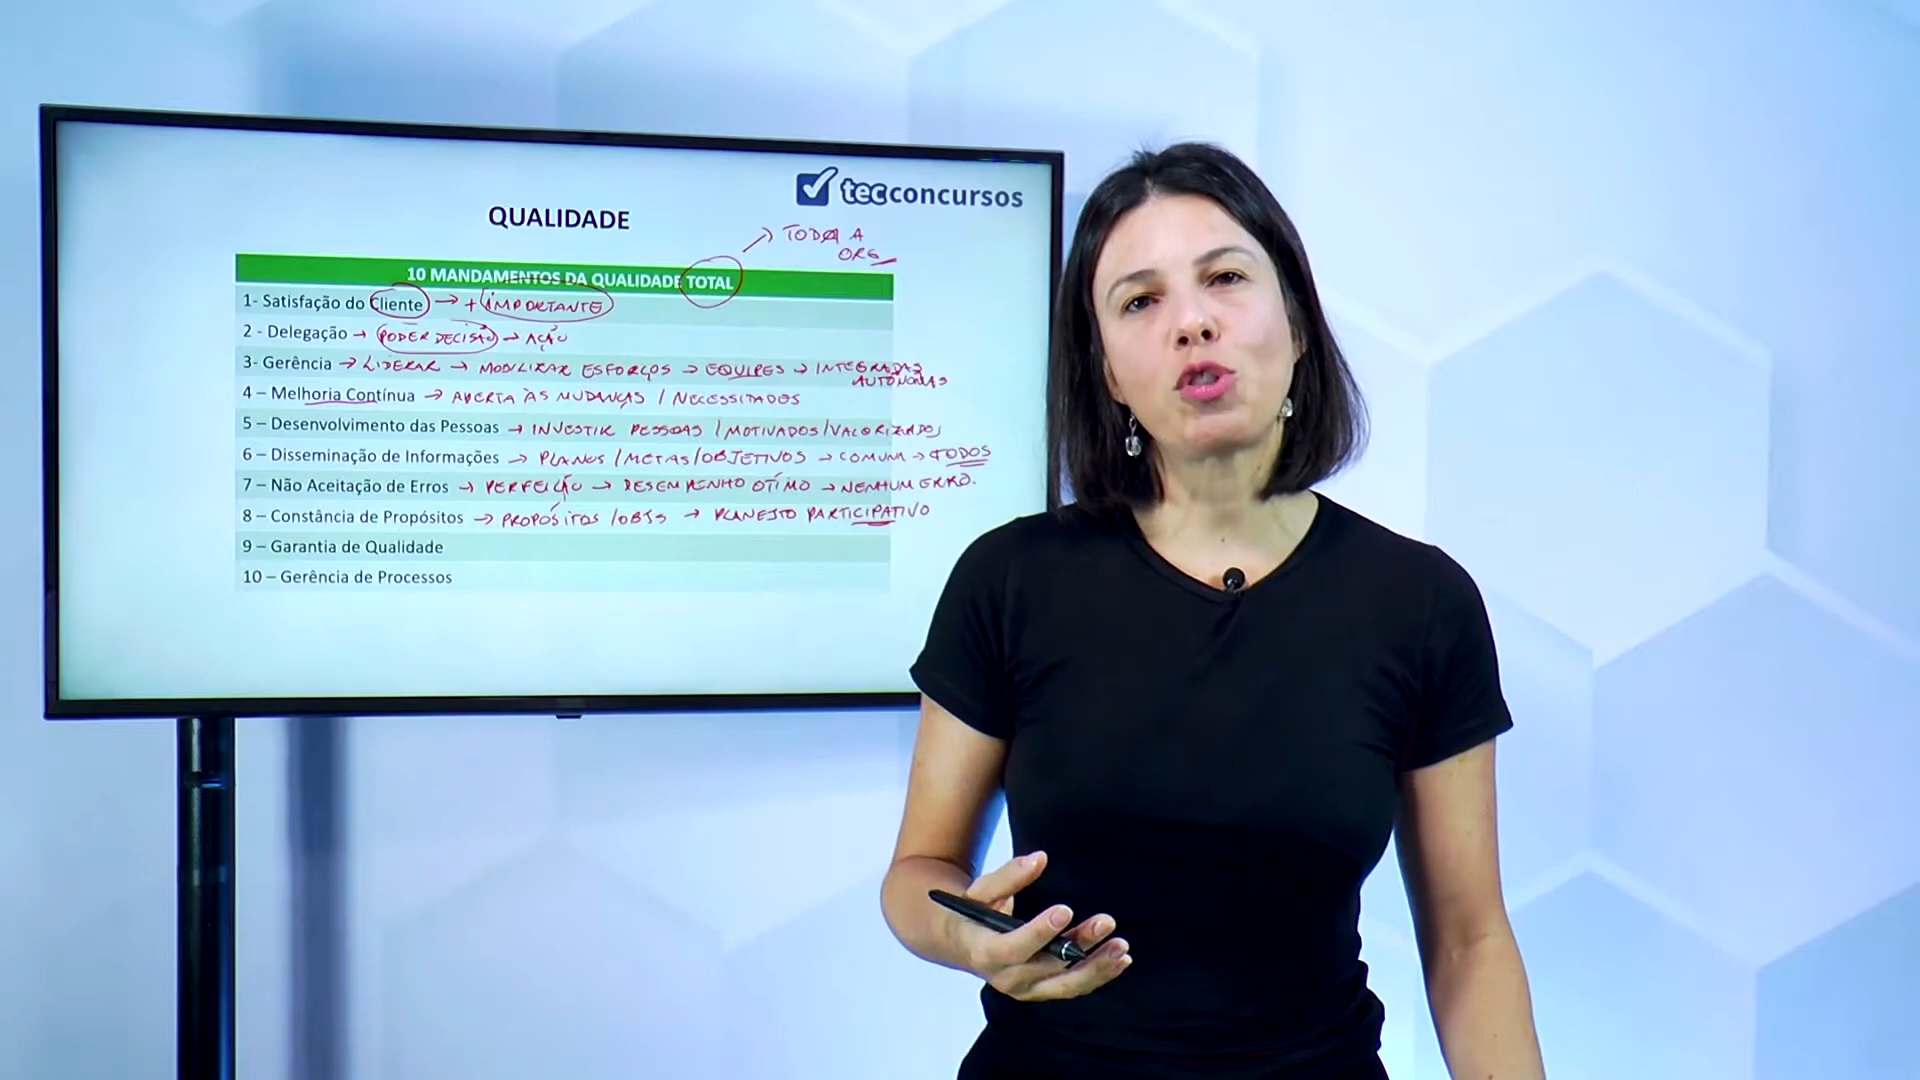 tecconcursos
QUALIDADE
→ TODA A
ORG
10 MANDAMENTOS DA QUALIDADE TOTAL
1- Satisfação do Cliente → + IMPORTANTE
2 - Delegação → PODER DECISÃO → AÇÃO
3- Gerência → LIDERAR → MOBILIZAR ESFORÇOS → EQUIPES → INTEGRADAS
AUTÔNOMAS
4 – Melhoria Contínua → ABERTA ÀS MUDANÇAS / NECESSIDADES
5 – Desenvolvimento das Pessoas → INVESTIR PESSOAS / MOTIVADOS / VALORIZADOS
6 – Disseminação de Informações → PLANOS / METAS / OBJETIVOS → COMUM → TODOS
7 – Não Aceitação de Erros → PERFEIÇÃO → DESEMPENHO ÓTIMO → NENHUM ERRO.
8 – Constância de Propósitos → PROPÓSITOS / OBJS → PLANEJTO PARTICIPATIVO
9 – Garantia de Qualidade
10 – Gerência de Processos